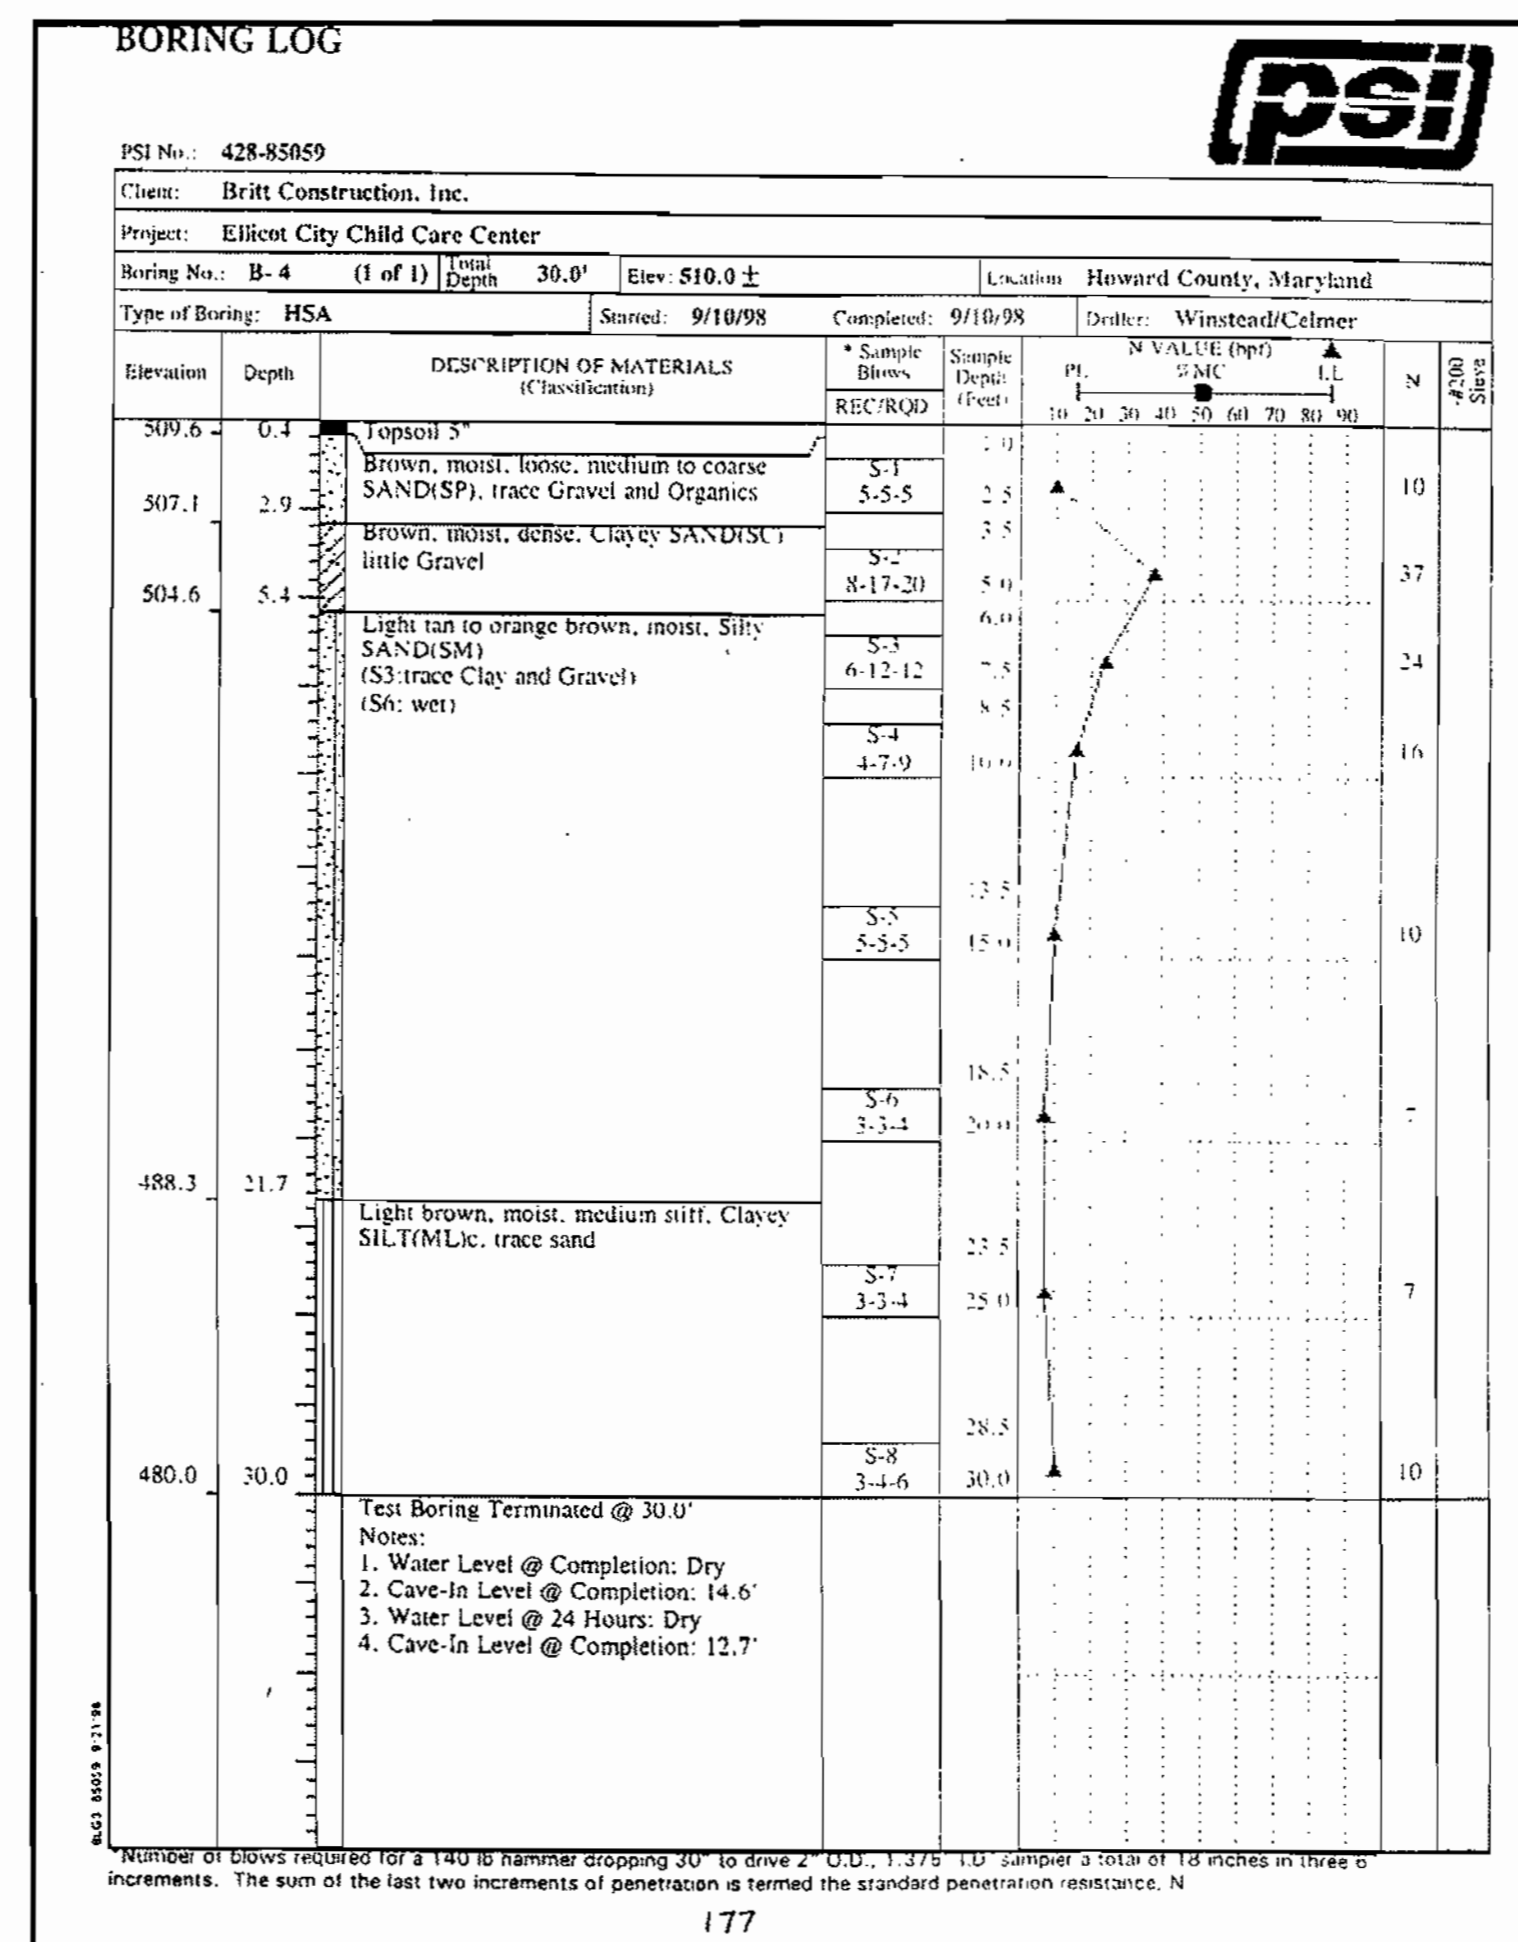 BORING LOG
psi
PSI No.: 428-85059
Client: Britt Construction, Inc.
Project: Ellicot City Child Care Center
Boring No.: B- 4 (1 of 1) Total Depth 30.0' Elev: 510.0 ± Location Howard County, Maryland
Type of Boring: HSA Started: 9/10/98 Completed: 9/10/98 Driller: Winstead/Celmer
Elevation Depth DESCRIPTION OF MATERIALS (Classification) * Sample Blows REC/RQD Sample Depth (Feet) N VALUE (bpf) PL %MC LL N -#200 Sieve
10 20 30 40 50 60 70 80 90
509.6 0.4 Topsoil 5"
Brown, moist, loose, medium to coarse S-1
507.1 2.9 SAND(SP), trace Gravel and Organics 5-5-5 2.5 10
Brown, moist, dense, Clayey SAND(SC) 3.5
little Gravel S-2
504.6 5.4 8-17-20 5.0 37
Light tan to orange brown, moist, Silty 6.0
SAND(SM) S-3
(S3:trace Clay and Gravel) 6-12-12 7.5 24
(S6: wet) 8.5
S-4
4-7-9 10.0 16
13.5
S-5
5-5-5 15.0 10
18.5
S-6
3-3-4 20.0 7
488.3 21.7
Light brown, moist, medium stiff, Clayey
SILT(ML)c, trace sand 23.5
S-7
3-3-4 25.0 7
28.5
S-8
480.0 30.0 3-4-6 30.0 10
Test Boring Terminated @ 30.0'
Notes:
1. Water Level @ Completion: Dry
2. Cave-In Level @ Completion: 14.6'
3. Water Level @ 24 Hours: Dry
4. Cave-In Level @ Completion: 12.7'
BLG3 85059 9-21-98
*Number of blows required for a 140 lb hammer dropping 30" to drive 2" O.D., 1.375" I.D. sampler a total of 18 inches in three 6"
increments. The sum of the last two increments of penetration is termed the standard penetration resistance, N
177